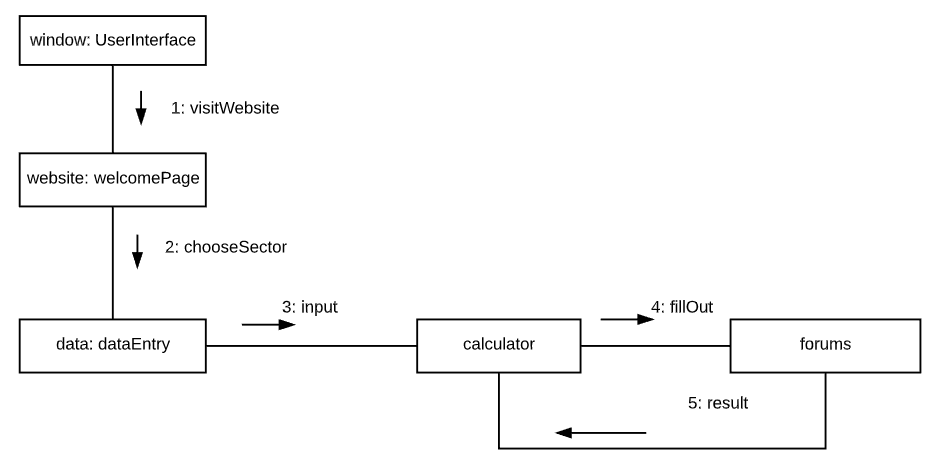 window: UserInterface
1: visitWebsite
website: welcomePage
2: chooseSector
3: input
4: fillOut
data: dataEntry
calculator
forums
5: result